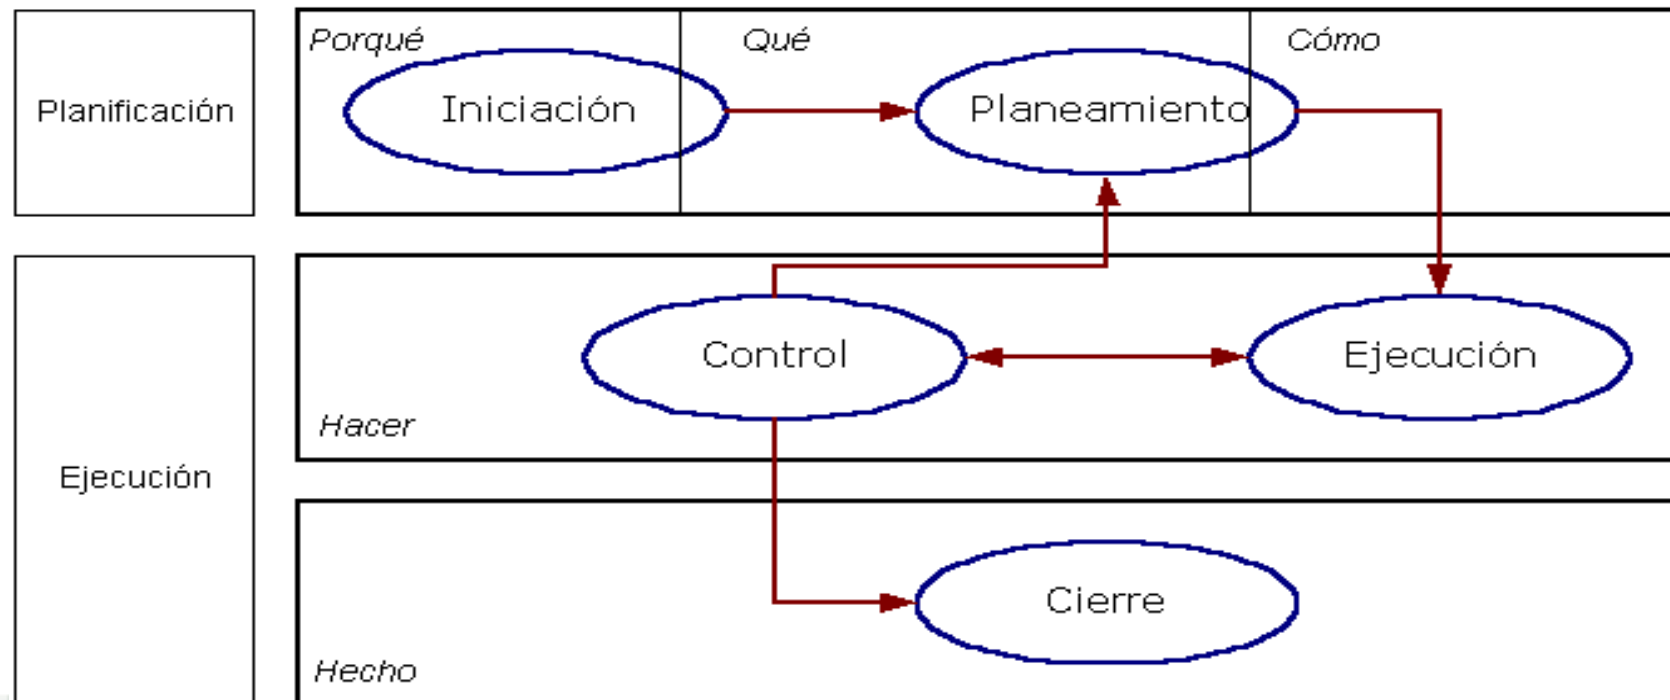 Planificación
Porqué
Qué
Cómo
Iniciación
Planeamiento
Ejecución
Control
Ejecución
Hacer
Cierre
Hecho